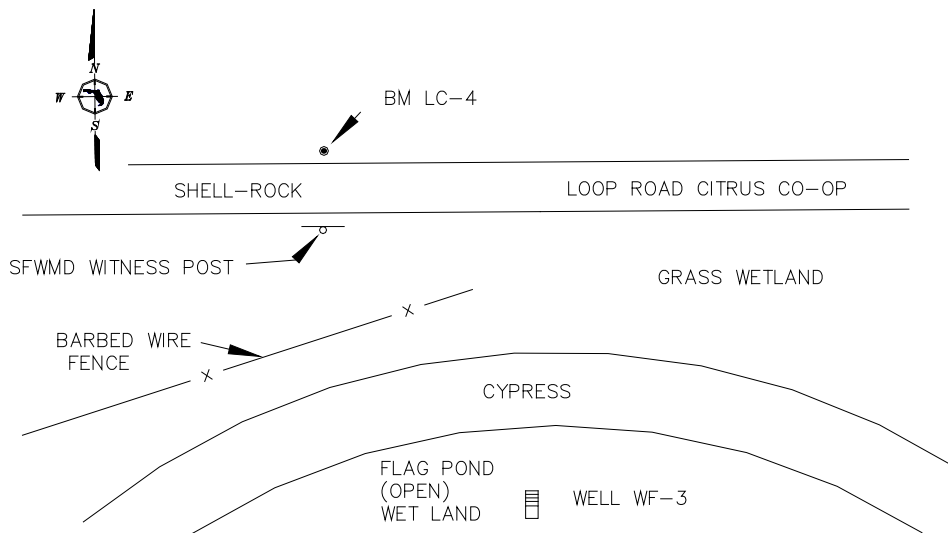 N
W E
S
BM LC-4
SHELL-ROCK
LOOP ROAD CITRUS CO-OP
SFWMD WITNESS POST
GRASS WETLAND
BARBED WIRE
FENCE
X
X
CYPRESS
FLAG POND
(OPEN)
WET LAND
WELL WF-3